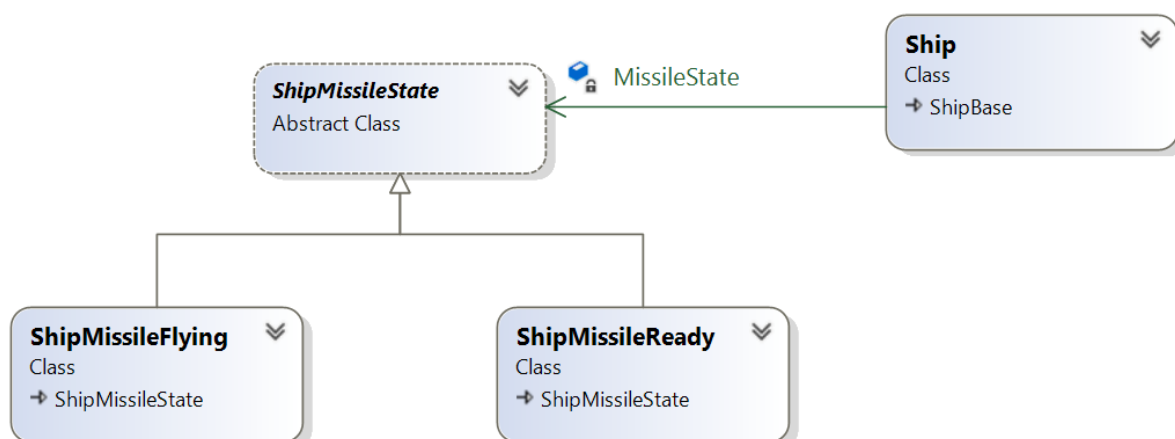 Ship
Class
ShipBase
MissileState
ShipMissileState
Abstract Class
ShipMissileFlying
Class
ShipMissileState
ShipMissileReady
Class
ShipMissileState